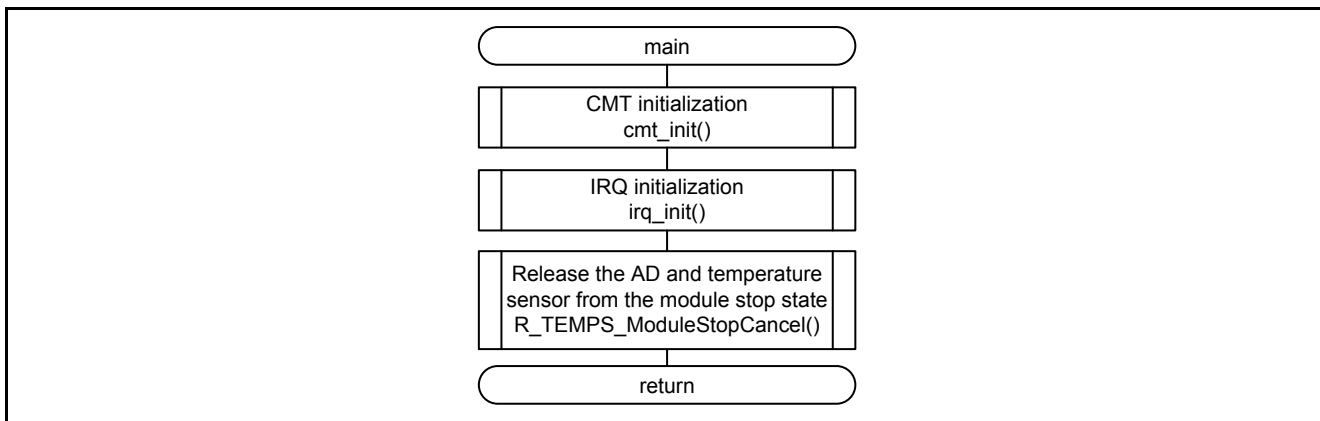 main
CMT initialization
cmt_init()
IRQ initialization
irq_init()
Release the AD and temperature
sensor from the module stop state
R_TEMPS_ModuleStopCancel()
return